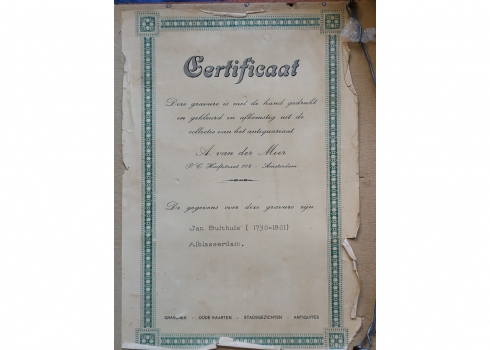 Certificaat
Deze gravure is met de hand gedrukt
en gekleurd en afkomstig uit de
collectie van het antiquariaat
A. van der Meer
P. C. Hooftstraat 112 - Amsterdam
De gegevens over deze gravure zijn
Jan Bulthuis ( 1730-1801)
Alblasserdam.
GRAVURES - OUDE KAARTEN - STADSGEZICHTEN - ANTIQUITES